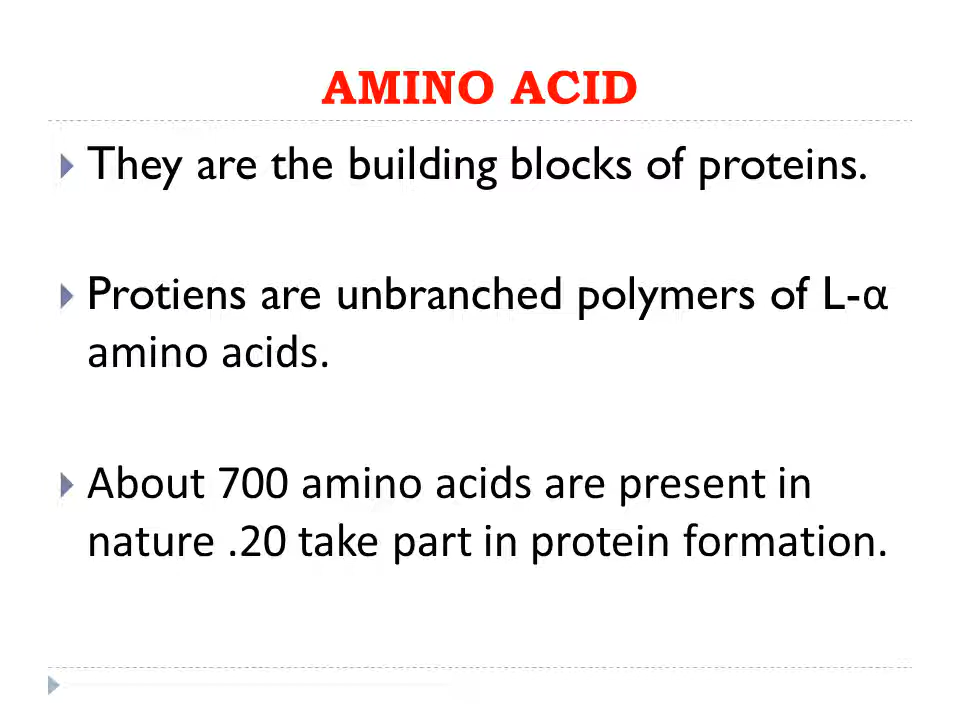 AMINO ACID
They are the building blocks of proteins.
Protiens are unbranched polymers of L-α
amino acids.
About 700 amino acids are present in
nature .20 take part in protein formation.